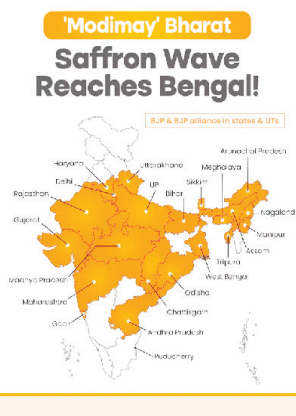 'Modimay' Bharat
Saffron Wave
Reaches Bengal!
BJP & BJP alliance in states & UTs
Arunachal Pradesh
Haryana
Uttarakhand
Meghalaya
Delhi
UP
Sikkim
Rajasthan
Bihar
Gujarat
Nagaland
Manipur
Assam
Tripura
West Bengal
Madhya Pradesh
Odisha
Maharashtra
Chattisgarh
Goa
Andhra Pradesh
Puducherry